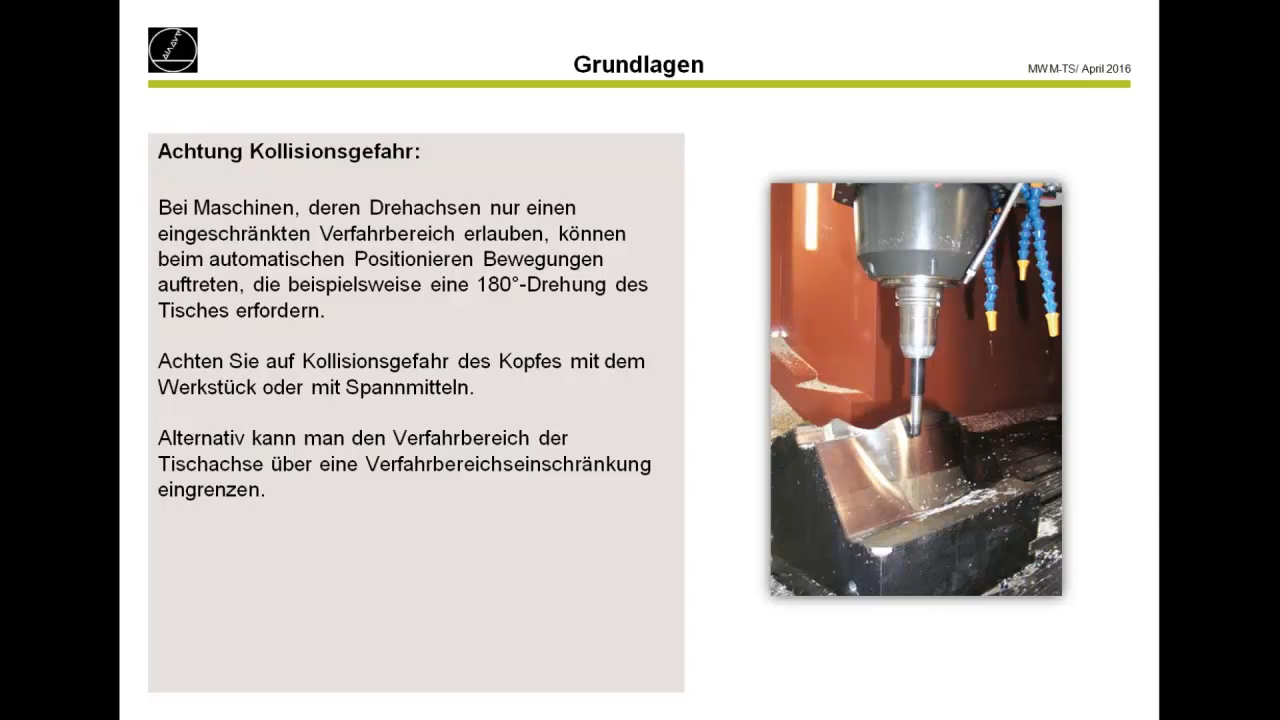 Grundlagen
MWM-TS/ April 2016
Achtung Kollisionsgefahr:
Bei Maschinen, deren Drehachsen nur einen
eingeschränkten Verfahrbereich erlauben, können
beim automatischen Positionieren Bewegungen
auftreten, die beispielsweise eine 180°-Drehung des
Tisches erfordern.
Achten Sie auf Kollisionsgefahr des Kopfes mit dem
Werkstück oder mit Spannmitteln.
Alternativ kann man den Verfahrbereich der
Tischachse über eine Verfahrbereichseinschränkung
eingrenzen.